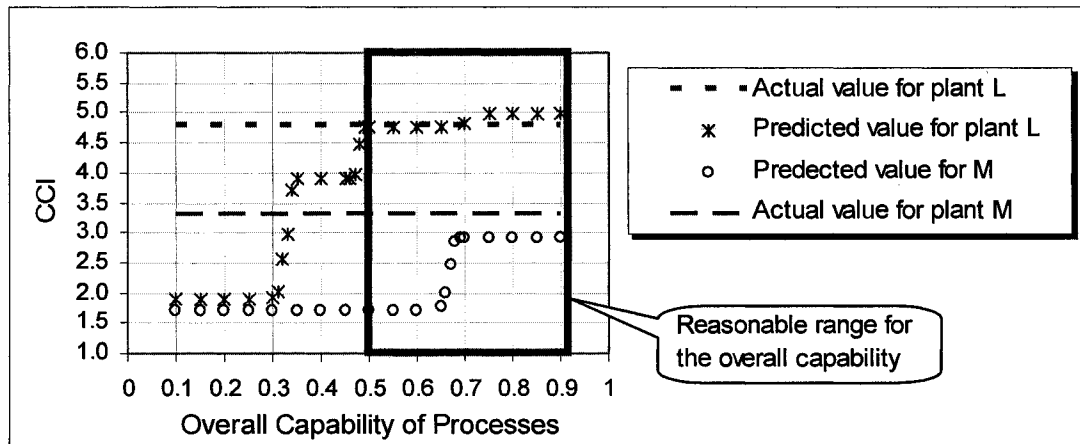 6.0
5.5
5.0
4.5
4.0
3.5
3.0
2.5
2.0
1.5
1.0
CCI
0 0.1 0.2 0.3 0.4 0.5 0.6 0.7 0.8 0.9 1
Overall Capability of Processes
Actual value for plant L
Predicted value for plant L
Predected value for M
Actual value for plant M
Reasonable range for
the overall capability